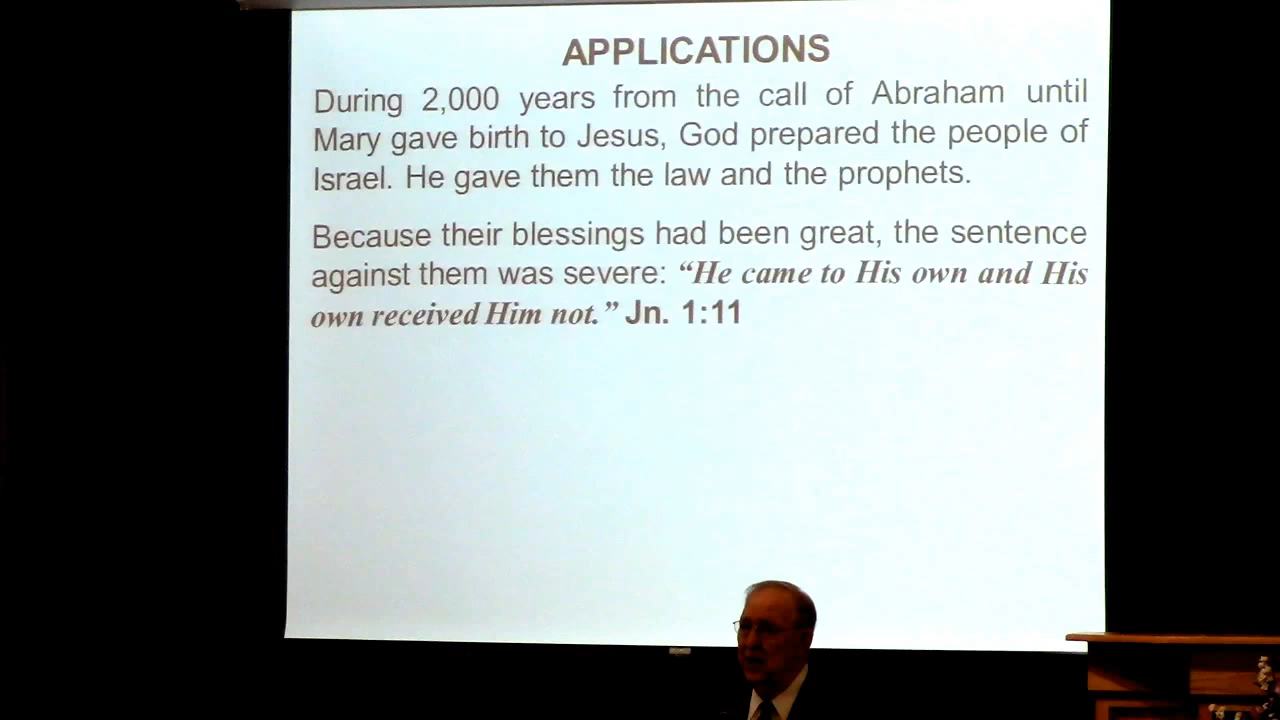 APPLICATIONS
During 2,000 years from the call of Abraham until
Mary gave birth to Jesus, God prepared the people of
Israel. He gave them the law and the prophets.
Because their blessings had been great, the sentence
against them was severe: “He came to His own and His
own received Him not.” Jn. 1:11